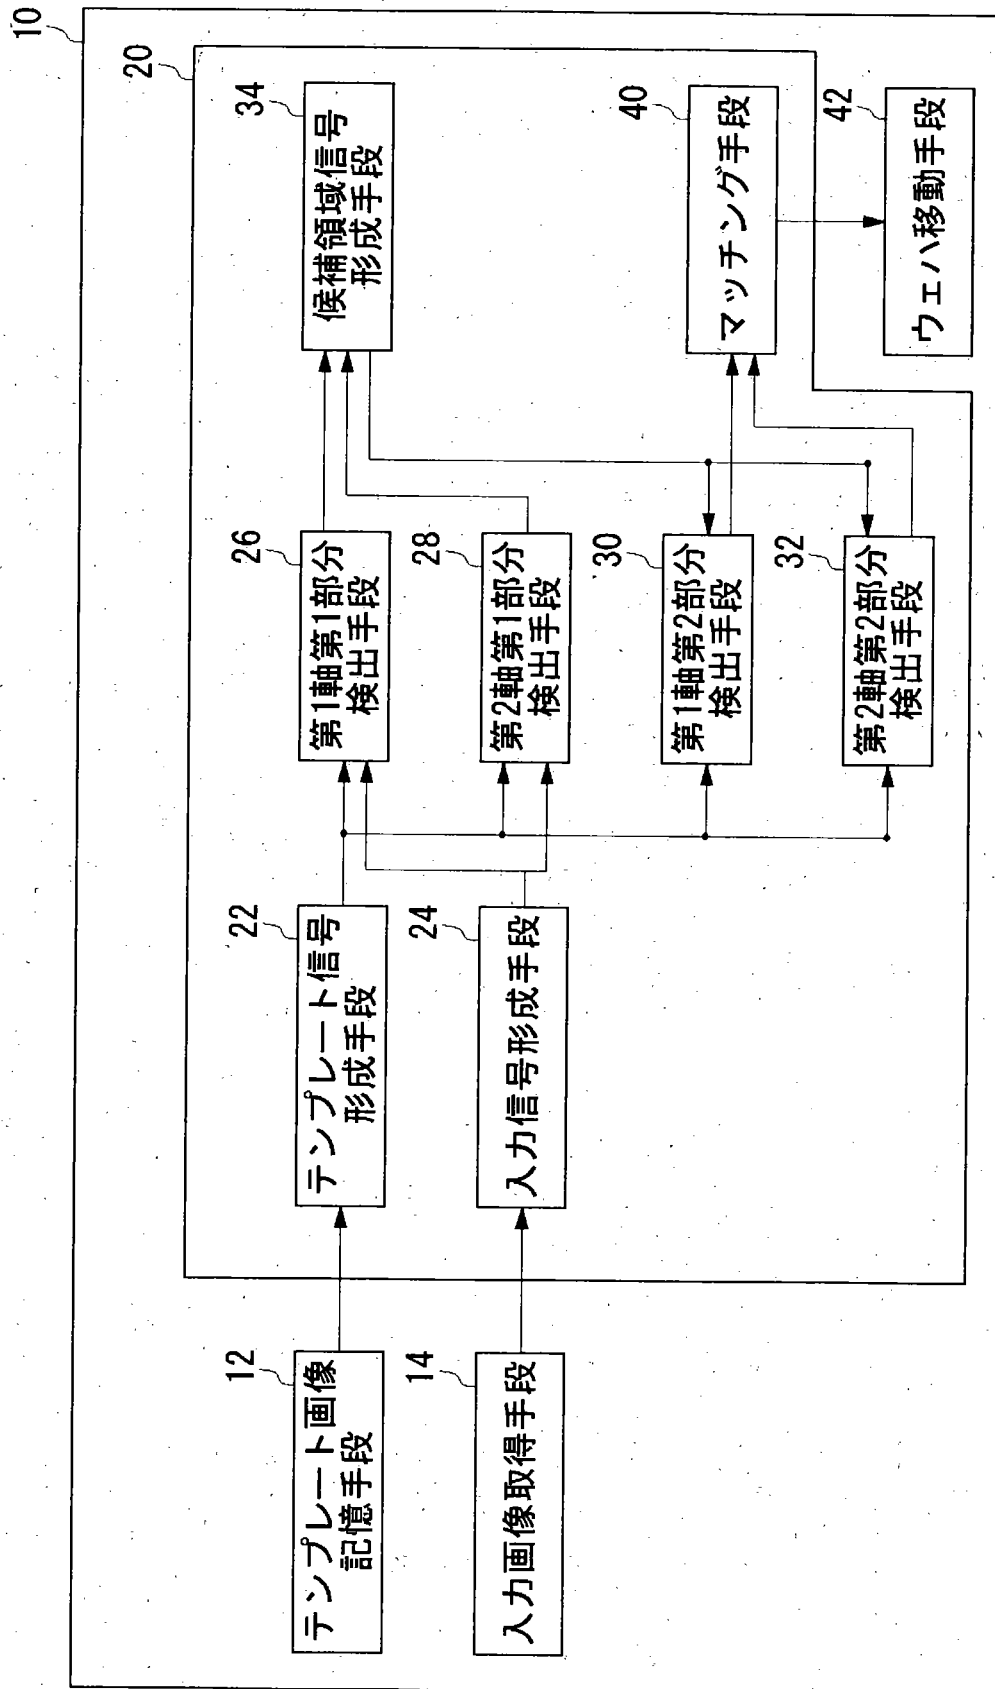 10
20
12
テンプレート画像
記憶手段
14
入力画像取得手段
22
テンプレート信号
形成手段
24
入力信号形成手段
26
第1軸第1部分
検出手段
28
第2軸第1部分
検出手段
30
第1軸第2部分
検出手段
32
第2軸第2部分
検出手段
34
候補領域信号
形成手段
40
マッチング手段
42
ウェハ移動手段